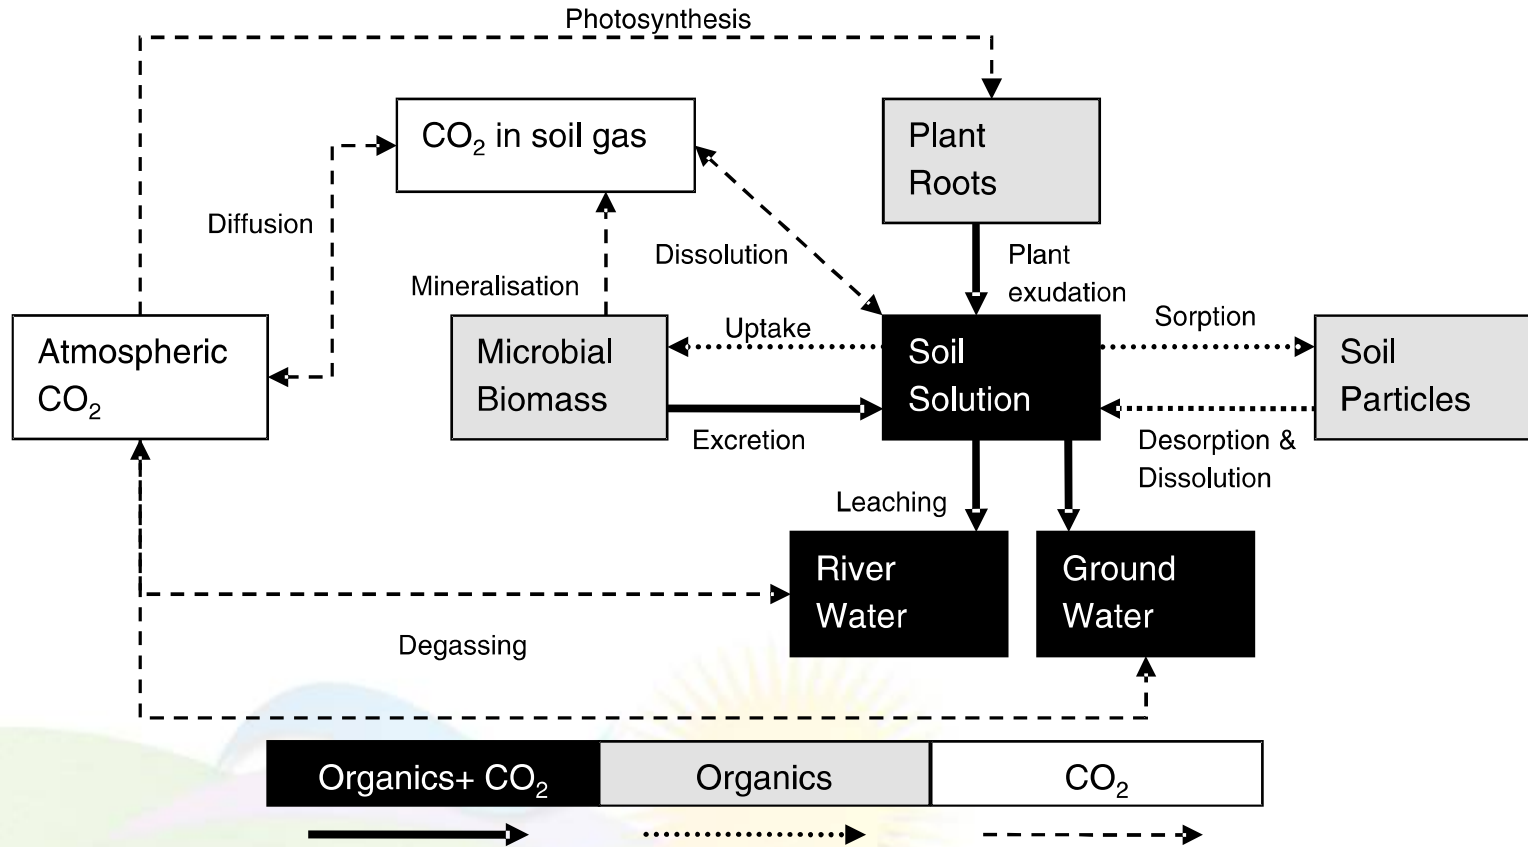 Photosynthesis
CO₂ in soil gas
Plant
Roots
Diffusion
Dissolution
Plant
exudation
Mineralisation
Atmospheric
CO₂
Microbial
Biomass
Uptake
Excretion
Soil
Solution
Sorption
Desorption &
Dissolution
Soil
Particles
Leaching
River
Water
Ground
Water
Degassing
Organics+ CO₂
Organics
CO₂